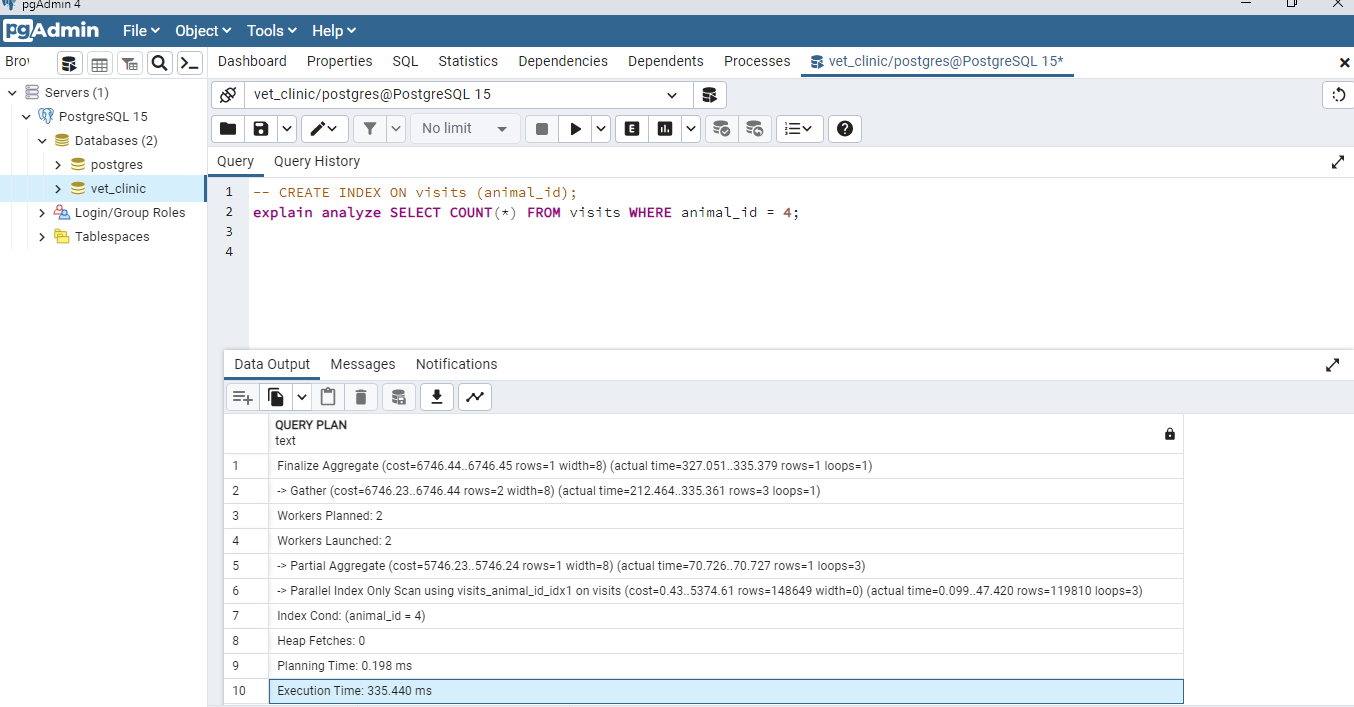 pgAdmin 4
pgAdmin File Object Tools Help
Dashboard Properties SQL Statistics Dependencies Dependents Processes vet_clinic/postgres@PostgreSQL 15*
Servers (1)
PostgreSQL 15
Databases (2)
postgres
vet_clinic
Login/Group Roles
Tablespaces
vet_clinic/postgres@PostgreSQL 15
No limit
E
Query Query History
1 -- CREATE INDEX ON visits (animal_id);
2 explain analyze SELECT COUNT(*) FROM visits WHERE animal_id = 4;
3
4
Data Output Messages Notifications
QUERY PLAN
text
1 Finalize Aggregate (cost=6746.44..6746.45 rows=1 width=8) (actual time=327.051..335.379 rows=1 loops=1)
2 -> Gather (cost=6746.23..6746.44 rows=2 width=8) (actual time=212.464..335.361 rows=3 loops=1)
3 Workers Planned: 2
4 Workers Launched: 2
5 -> Partial Aggregate (cost=5746.23..5746.24 rows=1 width=8) (actual time=70.726..70.727 rows=1 loops=3)
6 -> Parallel Index Only Scan using visits_animal_id_idx1 on visits (cost=0.43..5374.61 rows=148649 width=0) (actual time=0.099..47.420 rows=119810 loops=3)
7 Index Cond: (animal_id = 4)
8 Heap Fetches: 0
9 Planning Time: 0.198 ms
10 Execution Time: 335.440 ms